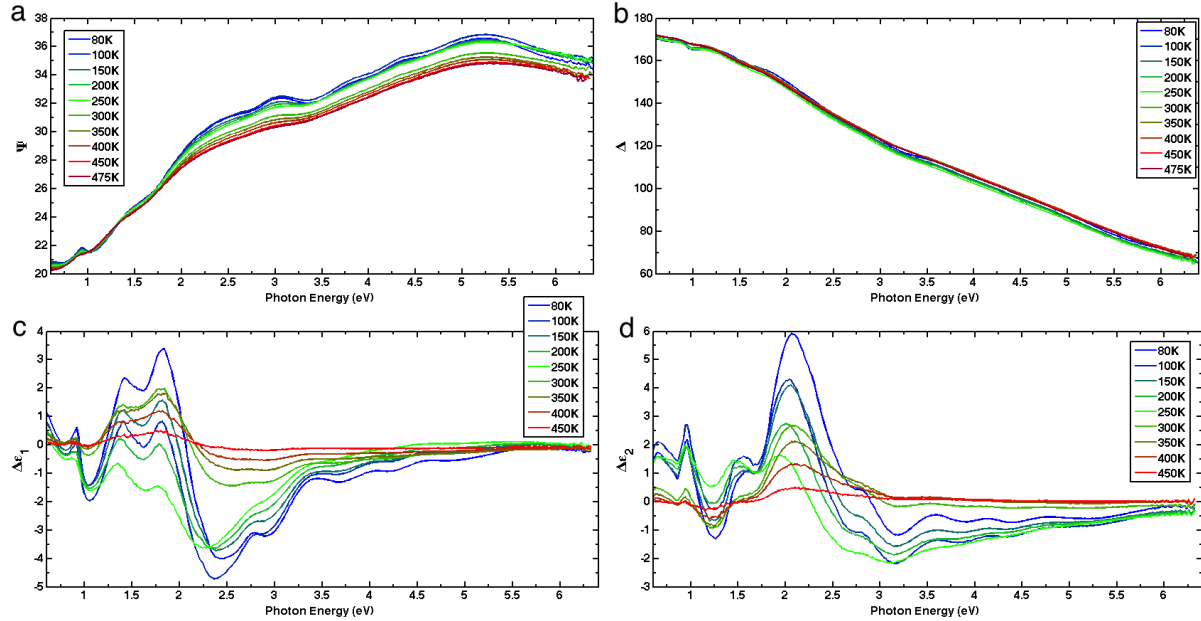 a
38
36
34
32
30
28
26
24
22
20
Ψ
80K
100K
150K
200K
250K
300K
350K
400K
450K
475K
1 1.5 2 2.5 3 3.5 4 4.5 5 5.5 6
Photon Energy (eV)
b
180
160
140
120
100
80
60
Δ
80K
100K
150K
200K
250K
300K
350K
400K
450K
475K
1 1.5 2 2.5 3 3.5 4 4.5 5 5.5 6
Photon Energy (eV)
c
4
3
2
1
0
-1
-2
-3
-4
-5
Δε1
80K
100K
150K
200K
250K
300K
350K
400K
450K
1 1.5 2 2.5 3 3.5 4 4.5 5 5.5 6
Photon Energy (eV)
d
6
5
4
3
2
1
0
-1
-2
-3
Δε2
80K
100K
150K
200K
250K
300K
350K
400K
450K
1 1.5 2 2.5 3 3.5 4 4.5 5 5.5 6
Photon Energy (eV)